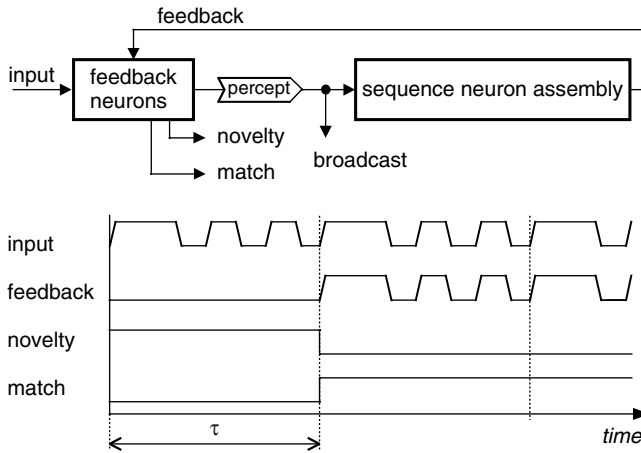 feedback
input
feedback
neurons
percept
sequence neuron assembly
novelty
broadcast
match
input
feedback
novelty
match
τ
time